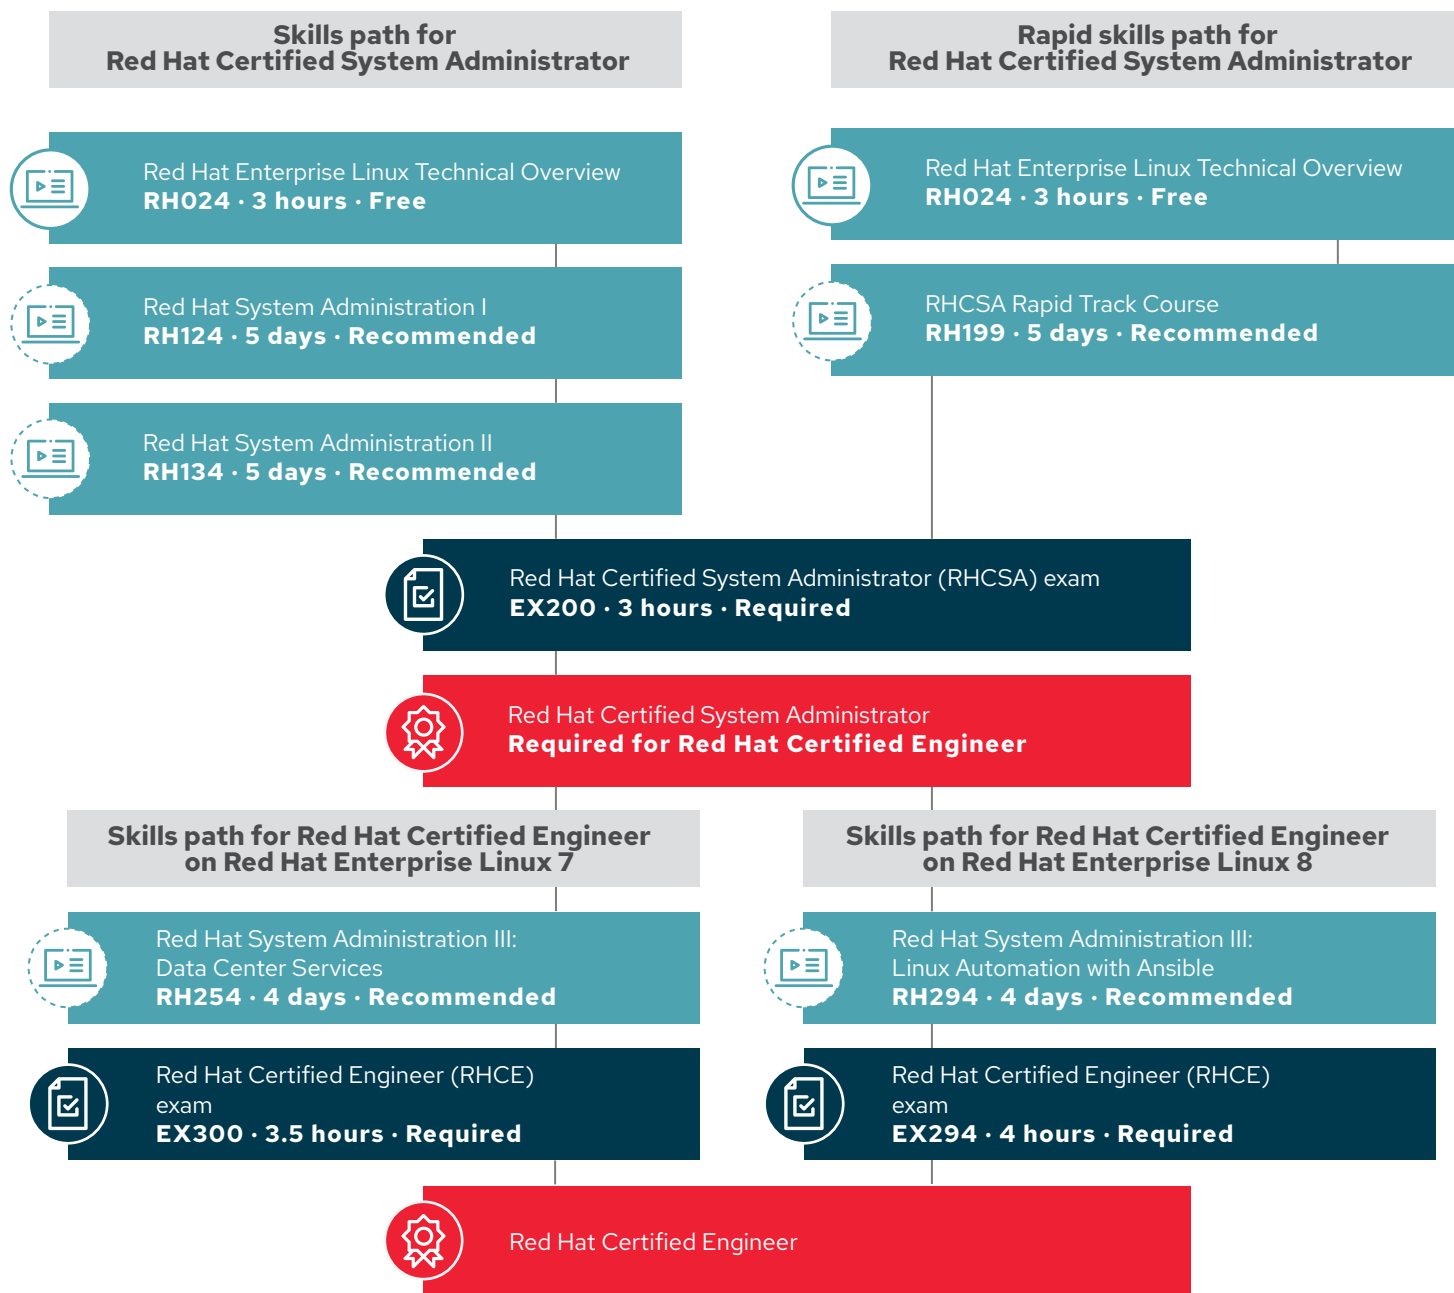 Skills path for
Red Hat Certified System Administrator
Red Hat Enterprise Linux Technical Overview
RH024 · 3 hours · Free
Red Hat System Administration I
RH124 · 5 days · Recommended
Red Hat System Administration II
RH134 · 5 days · Recommended
Rapid skills path for
Red Hat Certified System Administrator
Red Hat Enterprise Linux Technical Overview
RH024 · 3 hours · Free
RHCSA Rapid Track Course
RH199 · 5 days · Recommended
Red Hat Certified System Administrator (RHCSA) exam
EX200 · 3 hours · Required
Red Hat Certified System Administrator
Required for Red Hat Certified Engineer
Skills path for Red Hat Certified Engineer
on Red Hat Enterprise Linux 7
Red Hat System Administration III:
Data Center Services
RH254 · 4 days · Recommended
Red Hat Certified Engineer (RHCE)
exam
EX300 · 3.5 hours · Required
Skills path for Red Hat Certified Engineer
on Red Hat Enterprise Linux 8
Red Hat System Administration III:
Linux Automation with Ansible
RH294 · 4 days · Recommended
Red Hat Certified Engineer (RHCE)
exam
EX294 · 4 hours · Required
Red Hat Certified Engineer